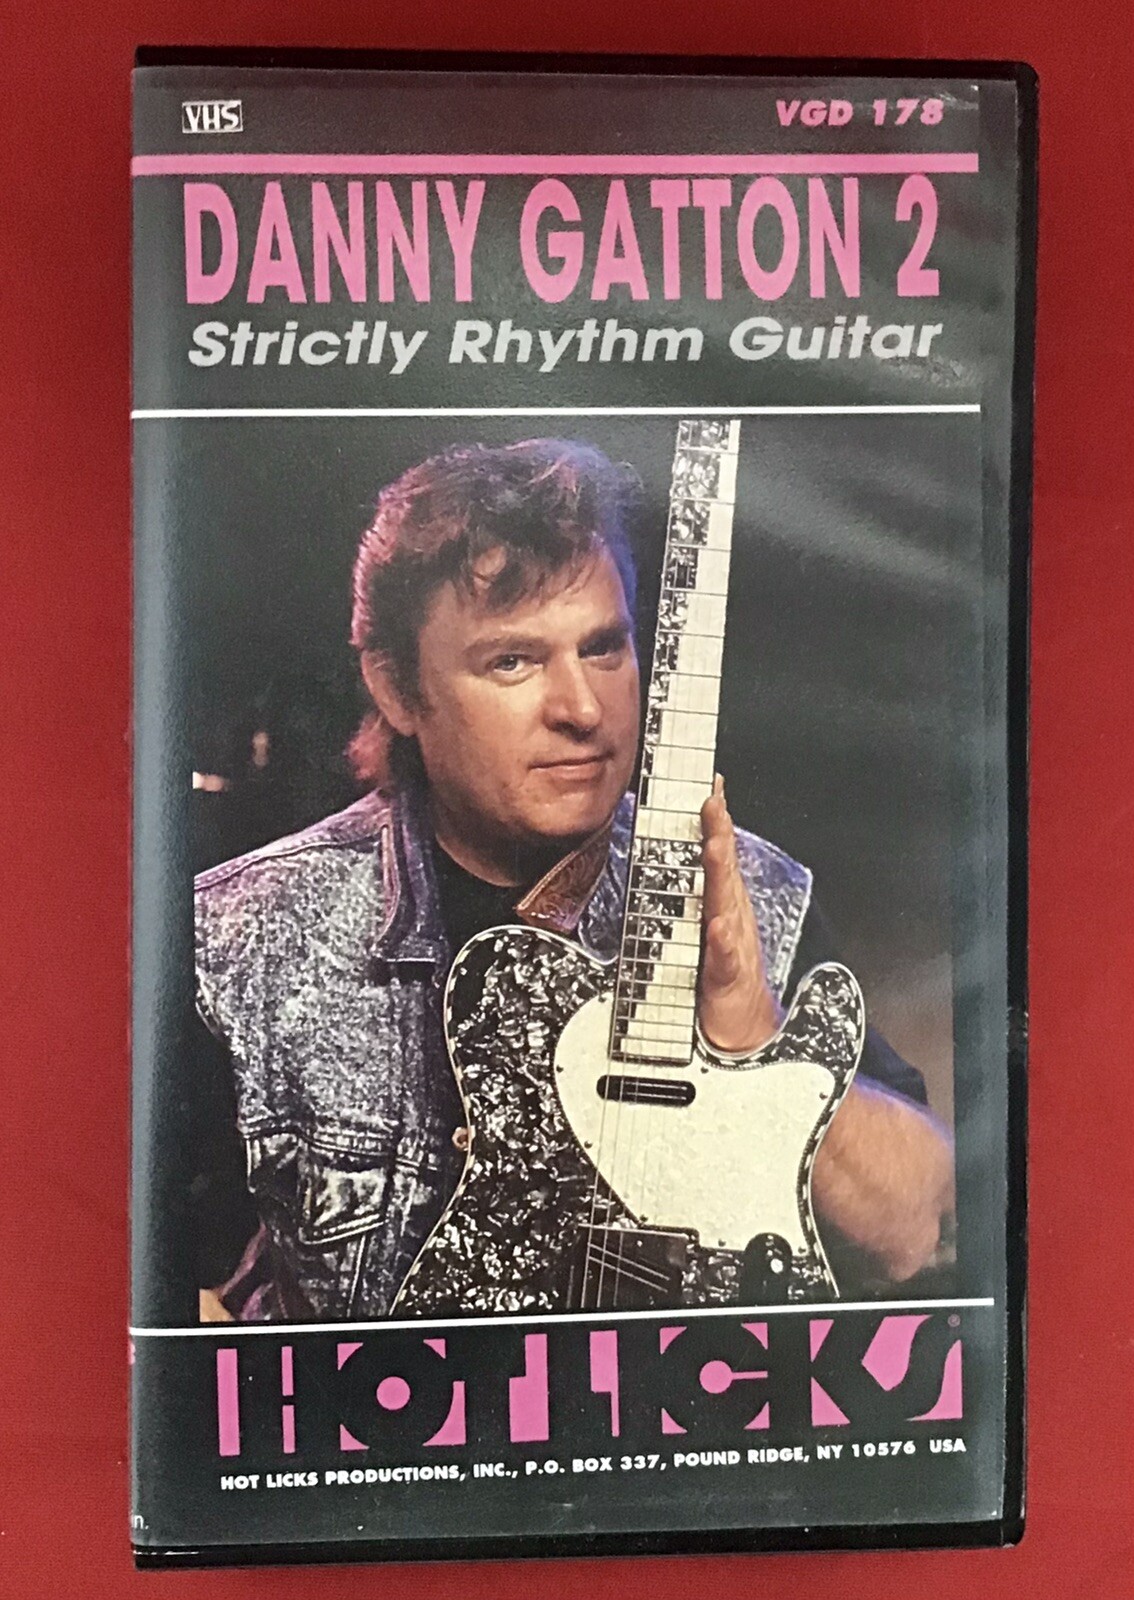 VHS
VGD 178
DANNY GATTON 2
Strictly Rhythm Guitar
HOT LICKS®
HOT LICKS PRODUCTIONS, INC., P.O. BOX 337, POUND RIDGE, NY 10576 USA
n.